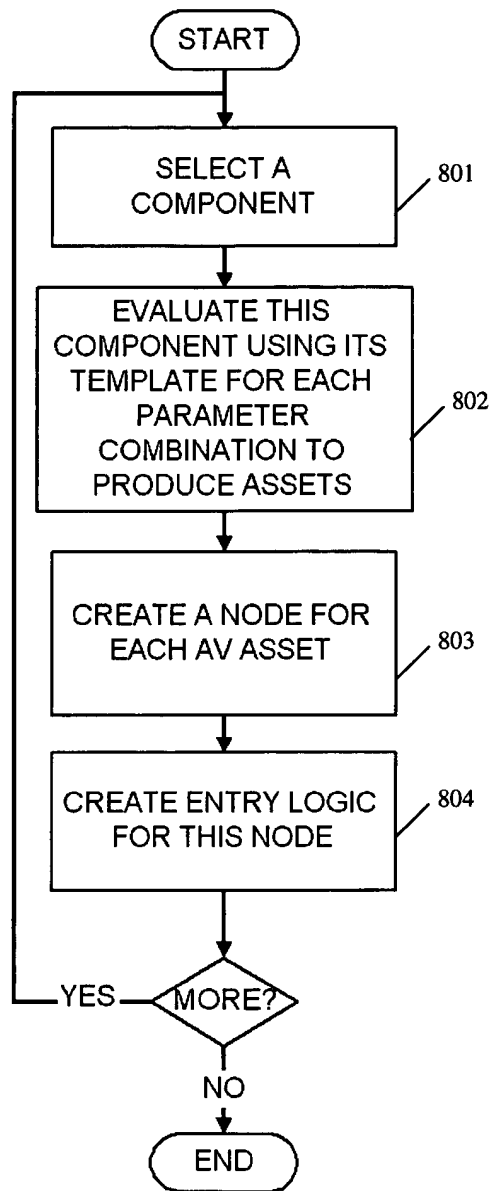 START
SELECT A
COMPONENT
801
EVALUATE THIS
COMPONENT USING ITS
TEMPLATE FOR EACH
PARAMETER
COMBINATION TO
PRODUCE ASSETS
802
CREATE A NODE FOR
EACH AV ASSET
803
CREATE ENTRY LOGIC
FOR THIS NODE
804
MORE?
YES
NO
END